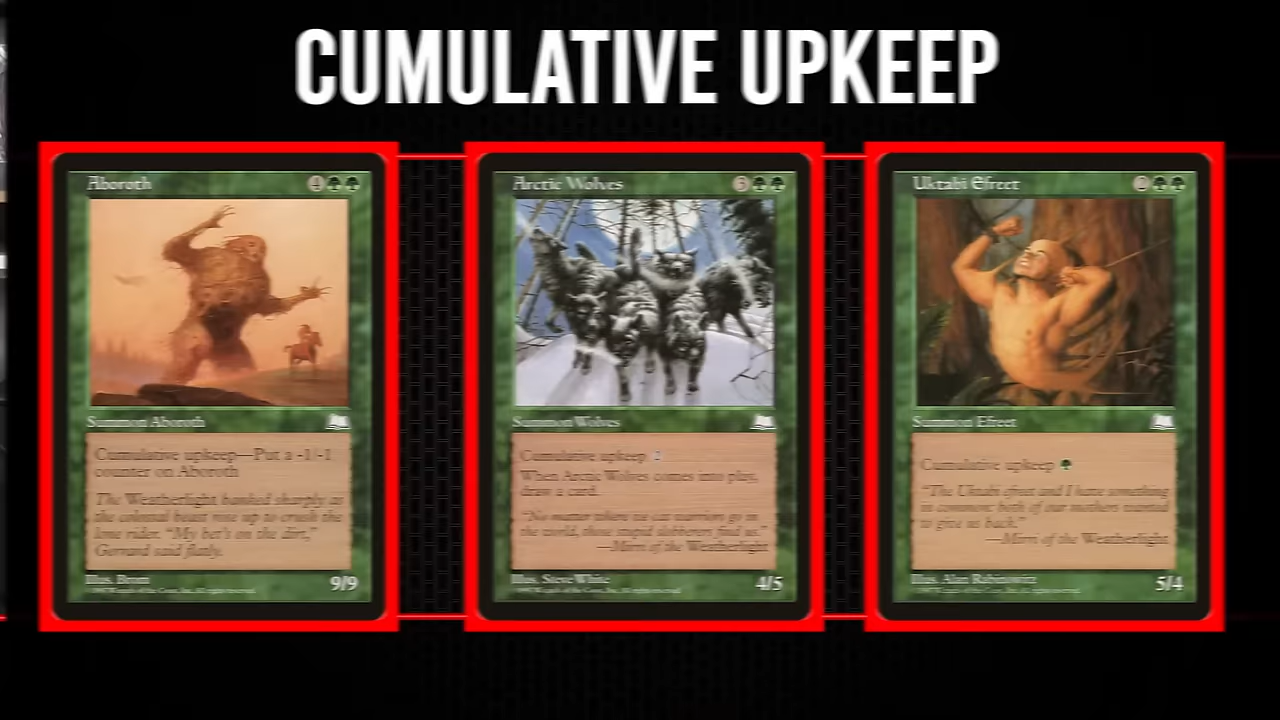 CUMULATIVE UPKEEP
Aboroth
4
Summon Aboroth
Cumulative upkeep—Put a -1/-1
counter on Aboroth
The Weatherlight banked sharply as
the colossal beast rose up to crush the
lone rider. "My bet's on the dirt,"
Gerrard said flatly.
Illus. Brom
9/9
Arctic Wolves
Summon Wolves
Cumulative upkeep 2
When Arctic Wolves comes into play,
draw a card.
"No matter where we cat warriors go in
the world, those stupid slobberers find us."
—Mirri of the Weatherlight
Illus. Steve White
4/5
Uktabi Efreet
Summon Efreet
Cumulative upkeep
"The Uktabi efreet and I have something
in common: both of our mothers wanted
to give us back."
—Mirri of the Weatherlight
Illus. Alan Rabinowitz
5/4